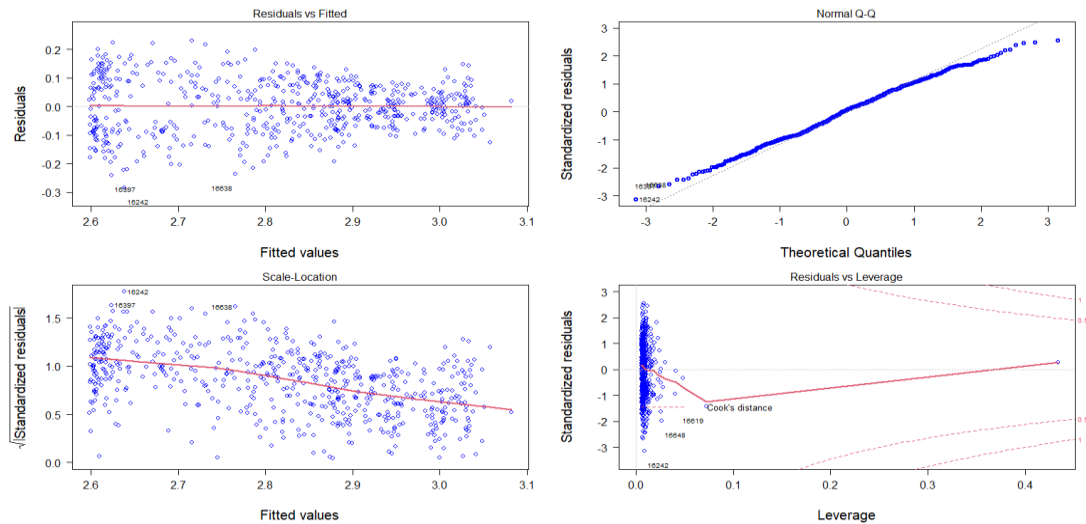 Residuals vs Fitted
Residuals
0.2
0.1
0.0
-0.1
-0.2
-0.3
16397
16638
16242
2.6 2.7 2.8 2.9 3.0 3.1
Fitted values
Normal Q-Q
Standardized residuals
3
2
1
0
-1
-2
-3
16242
-3 -2 -1 0 1 2 3
Theoretical Quantiles
Scale-Location
√|Standardized residuals|
1.5
1.0
0.5
0.0
16242
16397
16638
2.6 2.7 2.8 2.9 3.0 3.1
Fitted values
Residuals vs Leverage
Standardized residuals
3
2
1
0
-1
-2
-3
Cook's distance
16619
16648
16242
0.0 0.1 0.2 0.3 0.4
Leverage